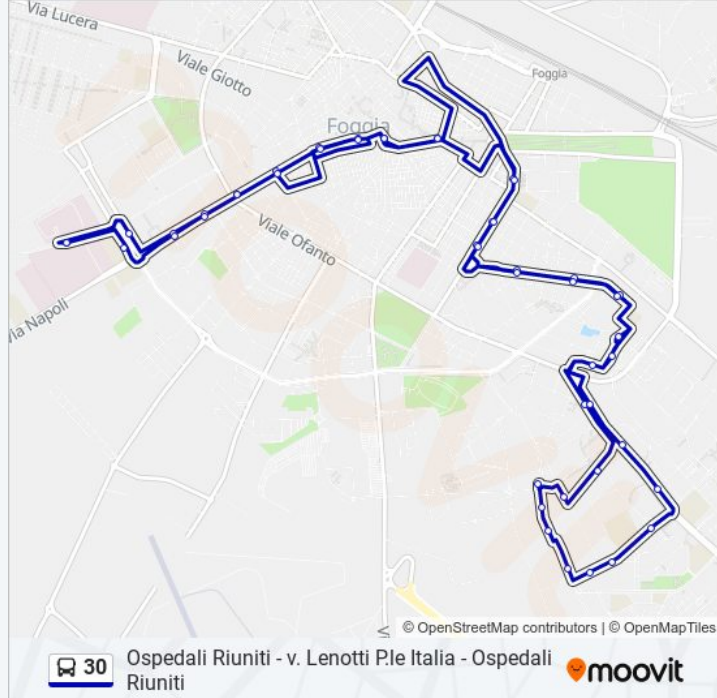 Via Lucera
Viale Giotto
Foggia
Foggia
Viale Ofanto
Via Napoli
© OpenStreetMap contributors | © OpenMapTiles
30
Ospedali Riuniti - v. Lenotti P.le Italia - Ospedali
Riuniti
moovit